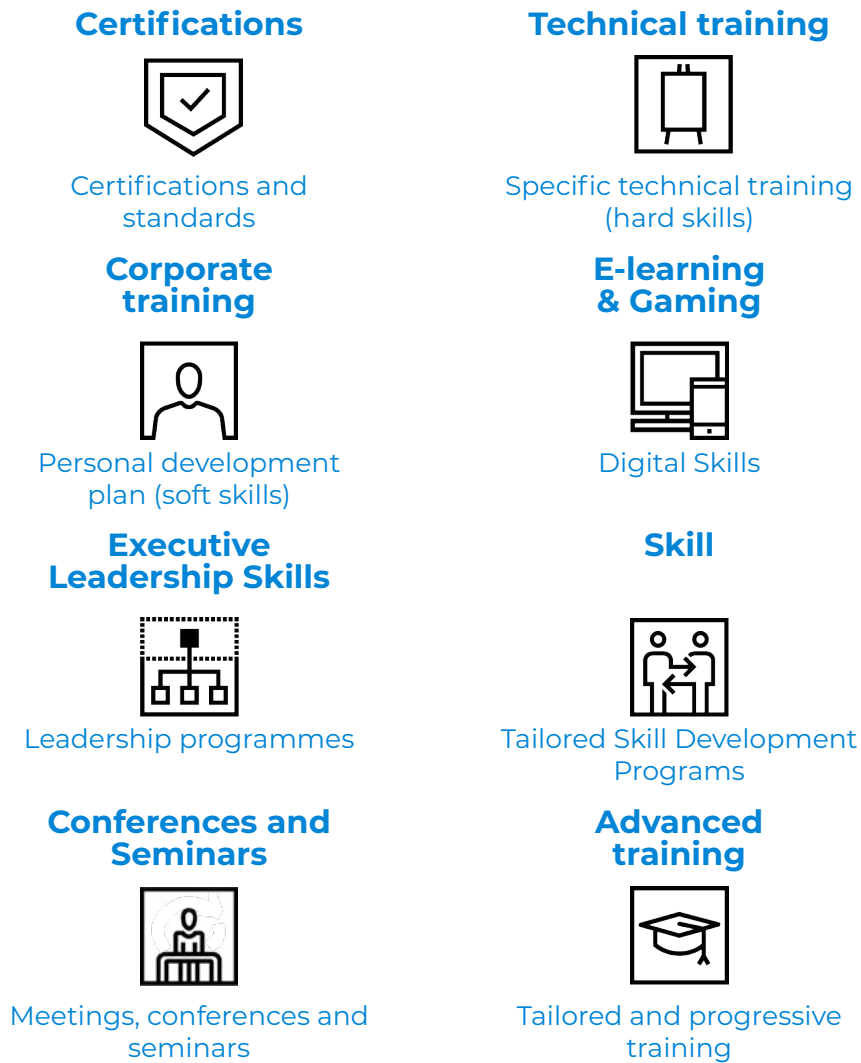 Certifications
Certifications and
standards
Technical training
Specific technical training
(hard skills)
Corporate
training
Personal development
plan (soft skills)
E-learning
& Gaming
Digital Skills
Executive
Leadership Skills
Leadership programmes
Skill
Tailored Skill Development
Programs
Conferences and
Seminars
Meetings, conferences and
seminars
Advanced
training
Tailored and progressive
training